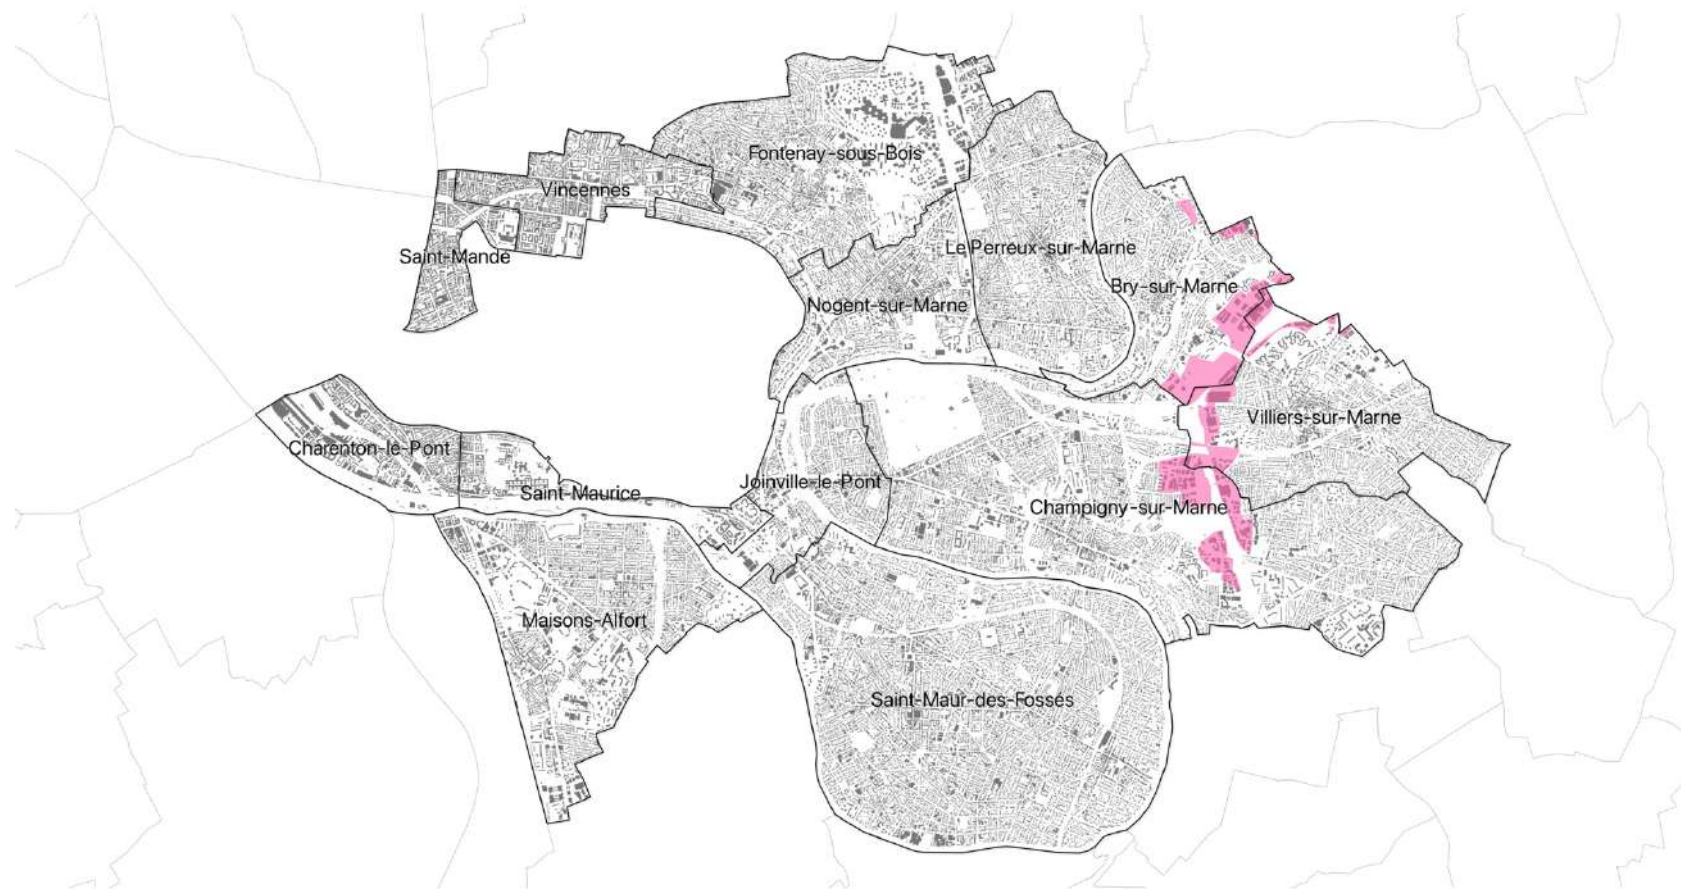 Fontenay-sous-Bois
Vincennes
Saint-Mandé
Le Perreux-sur-Marne
Bry-sur-Marne
Nogent-sur-Marne
Villiers-sur-Marne
Charenton-le-Pont
Saint-Maurice
Joinville-le-Pont
Champigny-sur-Marne
Maisons-Alfort
Saint-Maur-des-Fossés